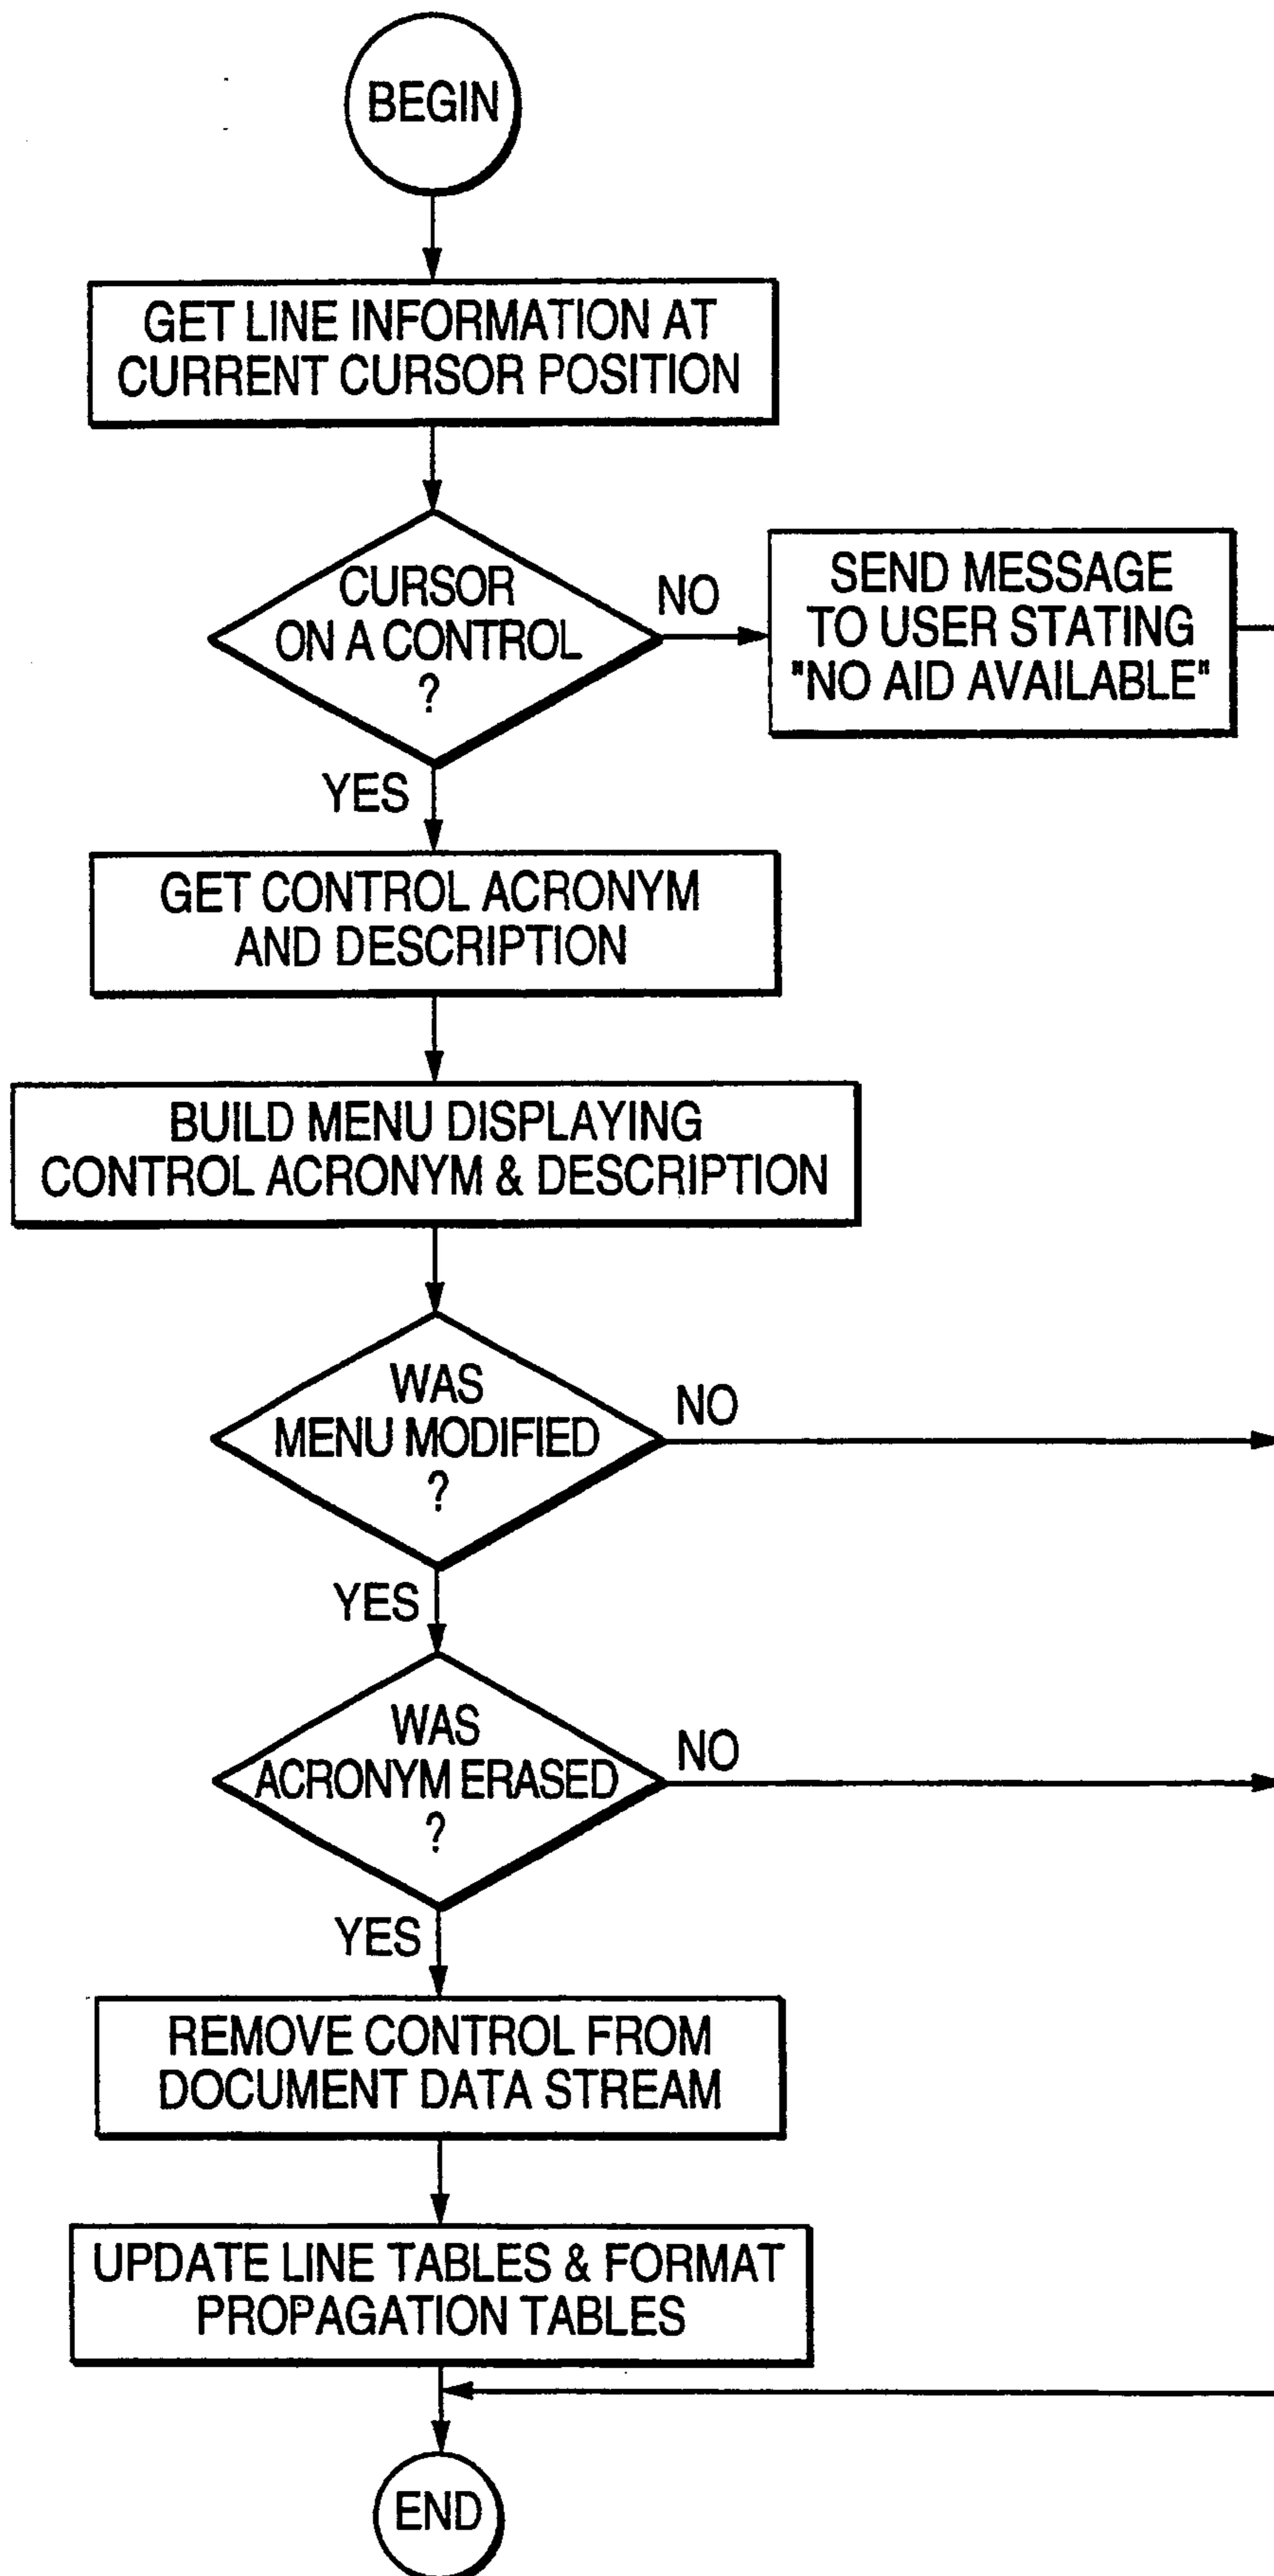 BEGIN
GET LINE INFORMATION AT
CURRENT CURSOR POSITION
CURSOR
ON A CONTROL
?
NO
SEND MESSAGE
TO USER STATING
"NO AID AVAILABLE"
YES
GET CONTROL ACRONYM
AND DESCRIPTION
BUILD MENU DISPLAYING
CONTROL ACRONYM & DESCRIPTION
WAS
MENU MODIFIED
?
NO
YES
WAS
ACRONYM ERASED
?
NO
YES
REMOVE CONTROL FROM
DOCUMENT DATA STREAM
UPDATE LINE TABLES & FORMAT
PROPAGATION TABLES
END